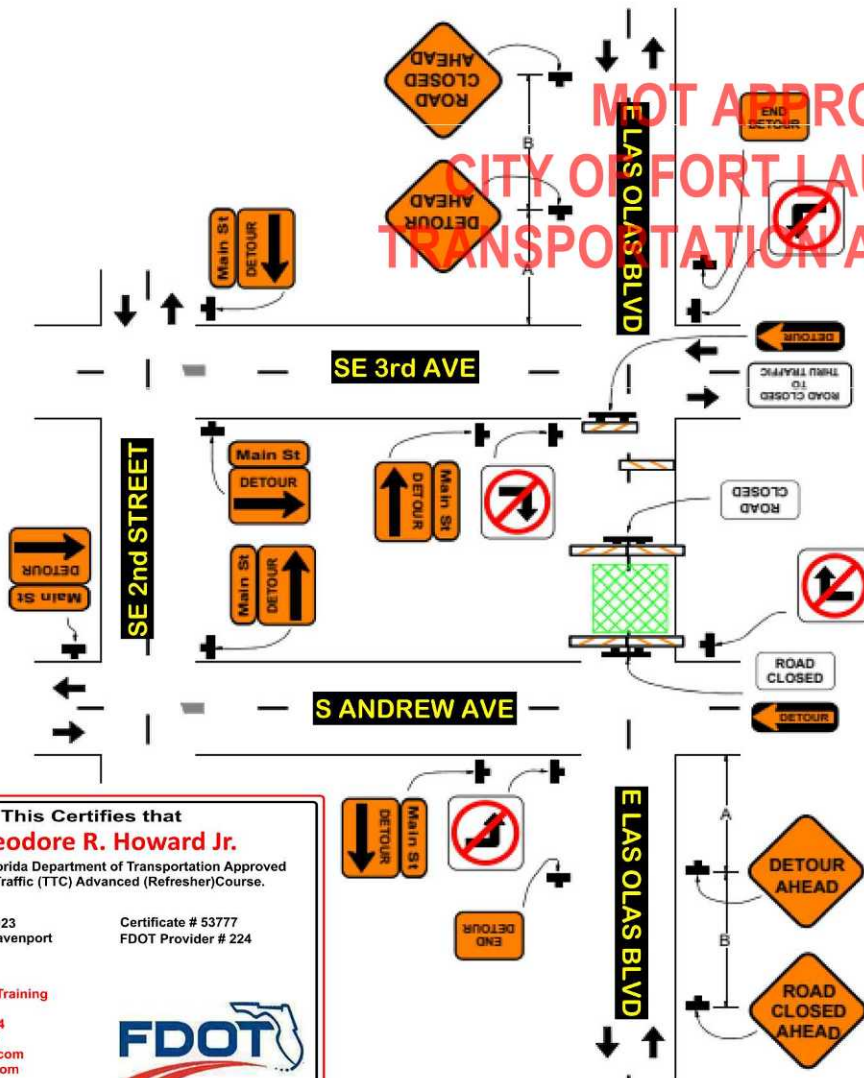 ROAD
CLOSED
AHEAD
MOT APPRO
CITY OF FORT LAU
TRANSPORTATION A
END
DETOUR
E LAS OLAS BLVD
B
DETOUR
AHEAD
A
Main St
DETOUR
DETOUR
SE 3rd AVE
ROAD CLOSED
TO
THRU TRAFFIC
SE 2nd STREET
Main St
DETOUR
DETOUR
Main St
ROAD
CLOSED
Main St
DETOUR
DETOUR
Main St
ROAD
CLOSED
S ANDREW AVE
DETOUR
DETOUR
Main St
A
E LAS OLAS BLVD
DETOUR
AHEAD
END
DETOUR
B
ROAD
CLOSED
AHEAD
This Certifies that
eodore R. Howard Jr.
orida Department of Transportation Approved
Traffic (TTC) Advanced (Refresher)Course.
23
avenport
Certificate # 53777
FDOT Provider # 224
Training
4
com
om
FDOT